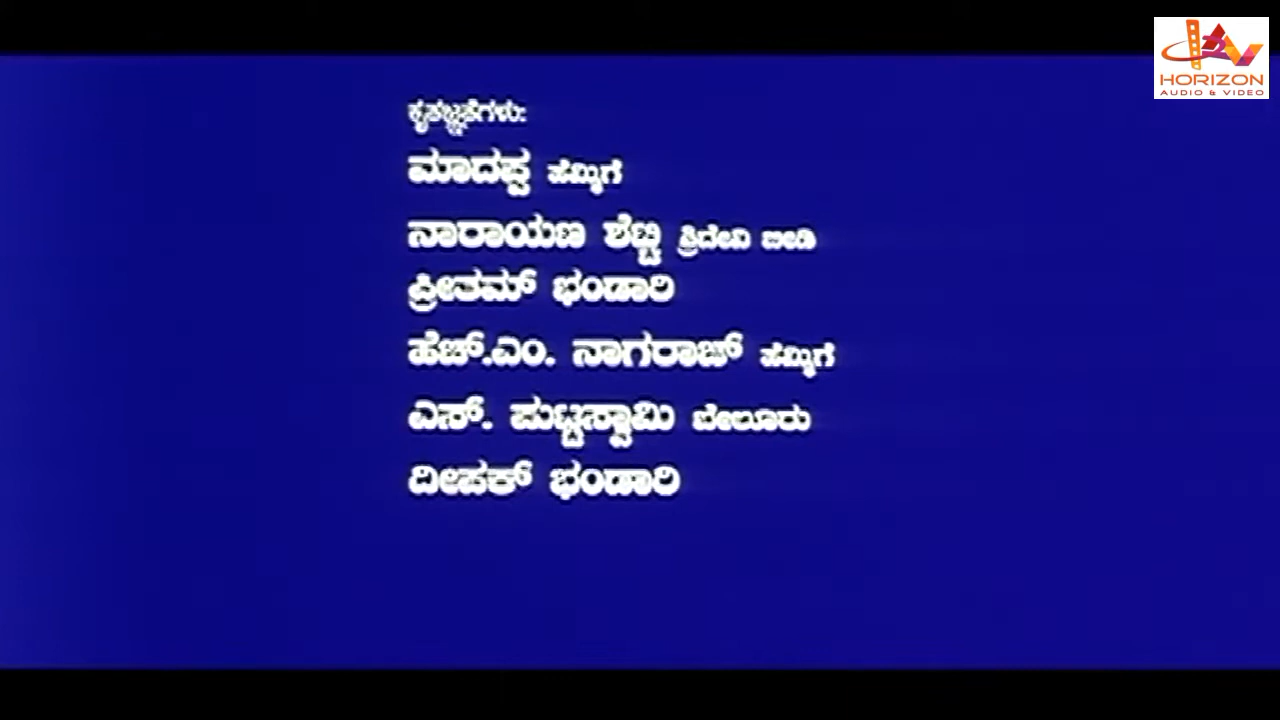 HORIZON
AUDIO & VIDEO
ಕೃತಜ್ಞತೆಗಳು:
ಮಾದಪ್ಪ ಹೆಮ್ಮಿಗೆ
ನಾರಾಯಣ ಶೆಟ್ಟಿ ಶ್ರೀದೇವಿ ಬೀಡಿ
ಪ್ರೀತಮ್ ಭಂಡಾರಿ
ಹೆಚ್.ಎಂ. ನಾಗರಾಜ್ ಹೆಮ್ಮಿಗೆ
ಎಸ್. ಪುಟ್ಟಸ್ವಾಮಿ ಬೇಲೂರು
ದೀಪಕ್ ಭಂಡಾರಿ